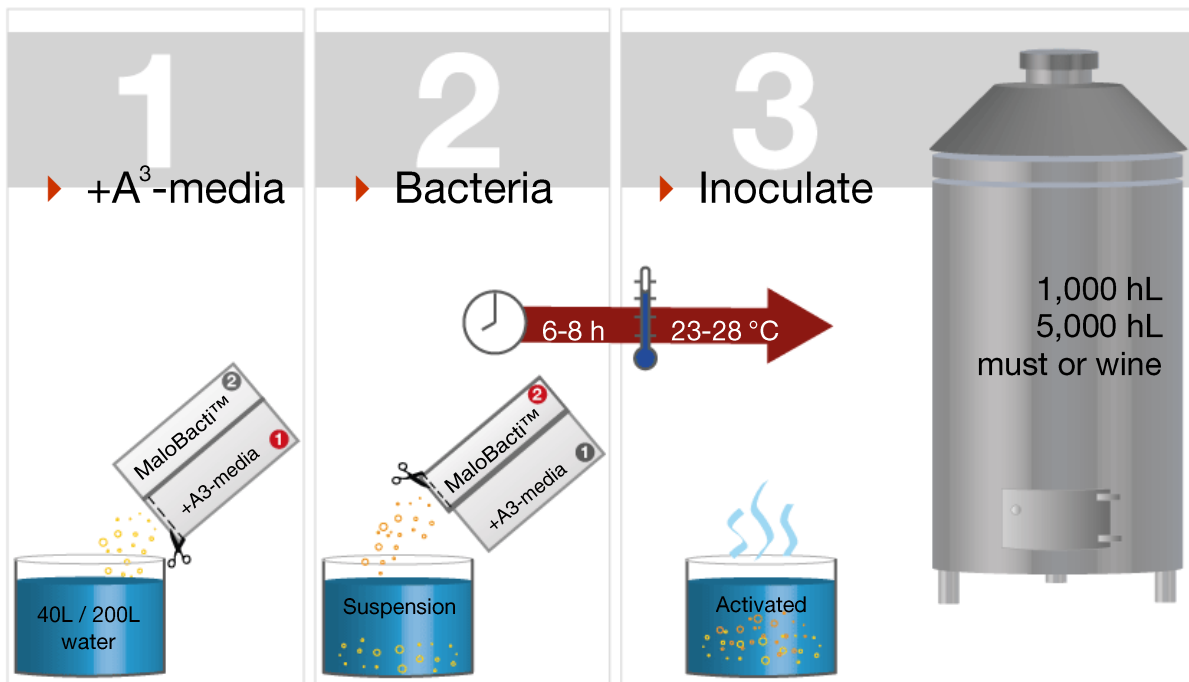 1
+A³-media
MaloBacti™ 2
+A3-media 1
40L / 200L
water
2
Bacteria
6-8 h
23-28 °C
MaloBacti™ 2
+A3-media 1
Suspension
3
Inoculate
1,000 hL
5,000 hL
must or wine
Activated